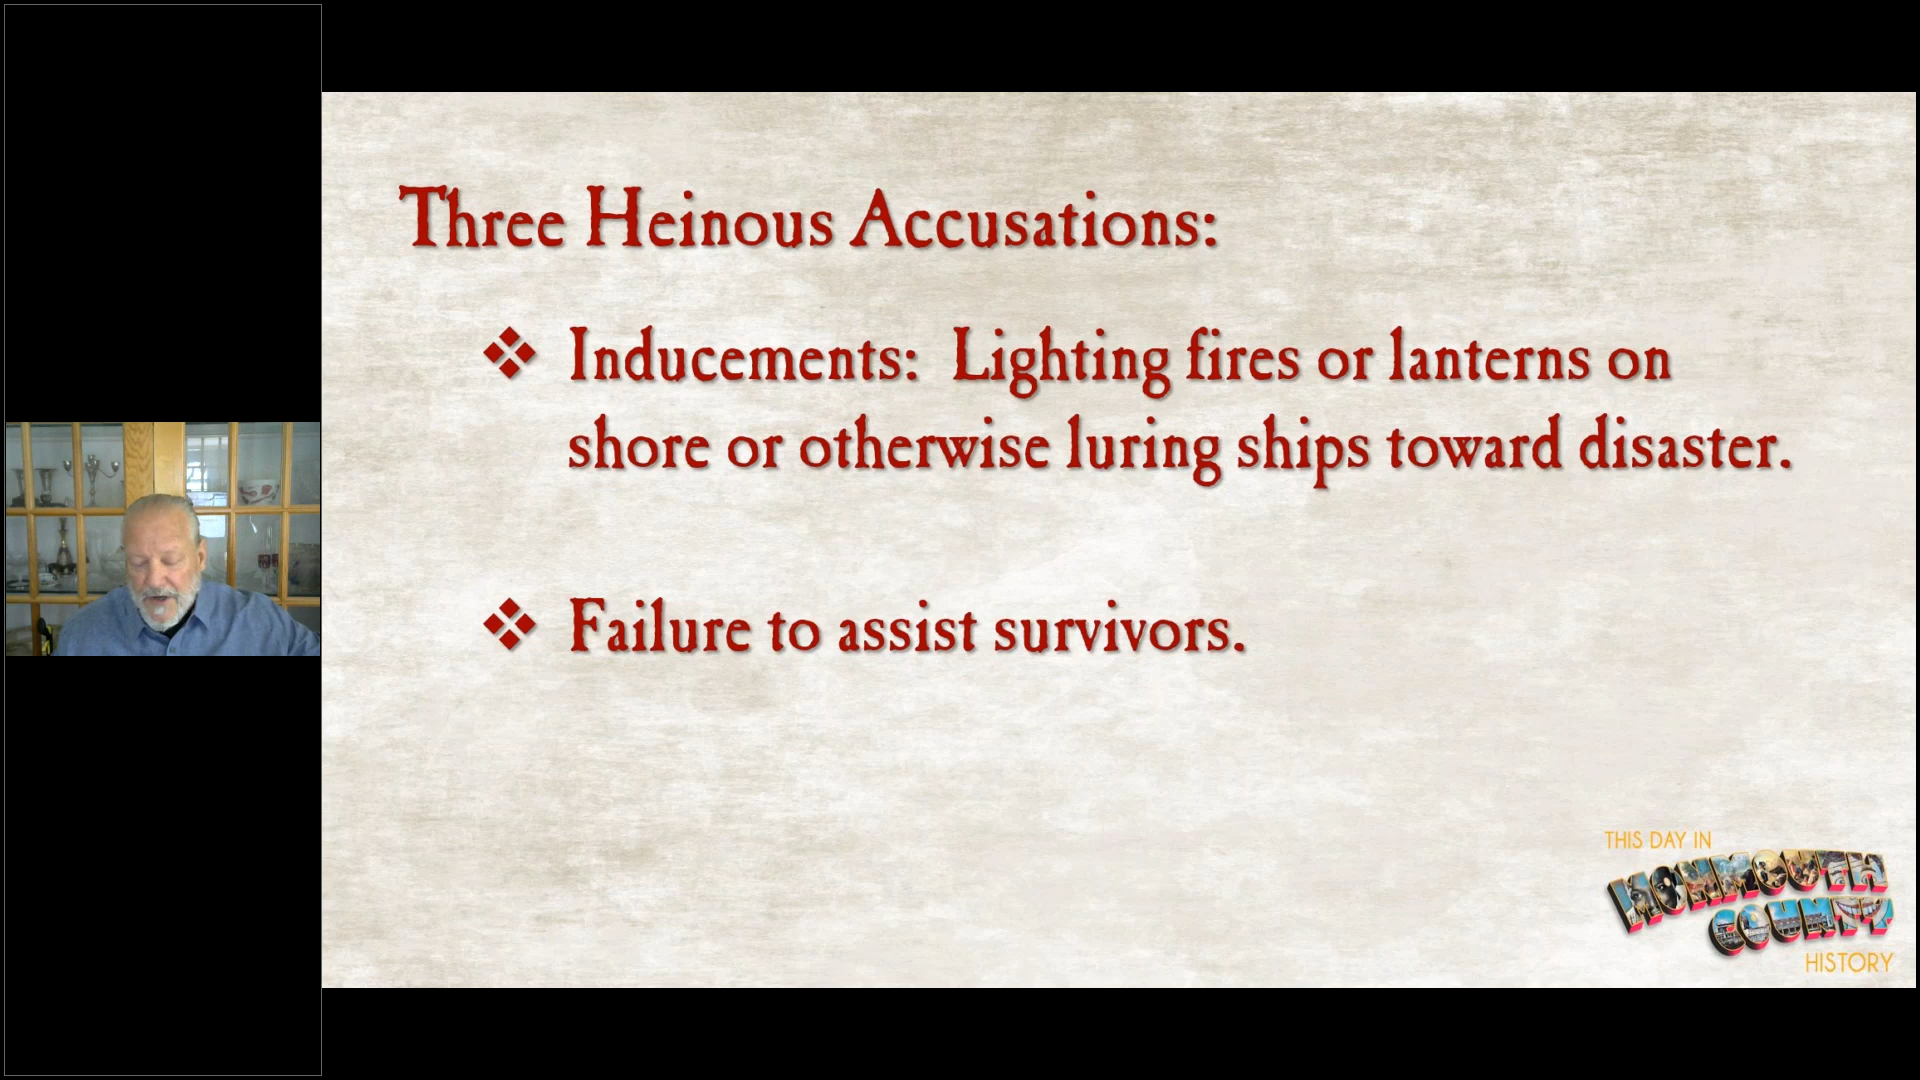 Three Heinous Accusations:
❖ Inducements: Lighting fires or lanterns on
shore or otherwise luring ships toward disaster.
❖ Failure to assist survivors.
THIS DAY IN
MONMOUTH
COUNTY
HISTORY